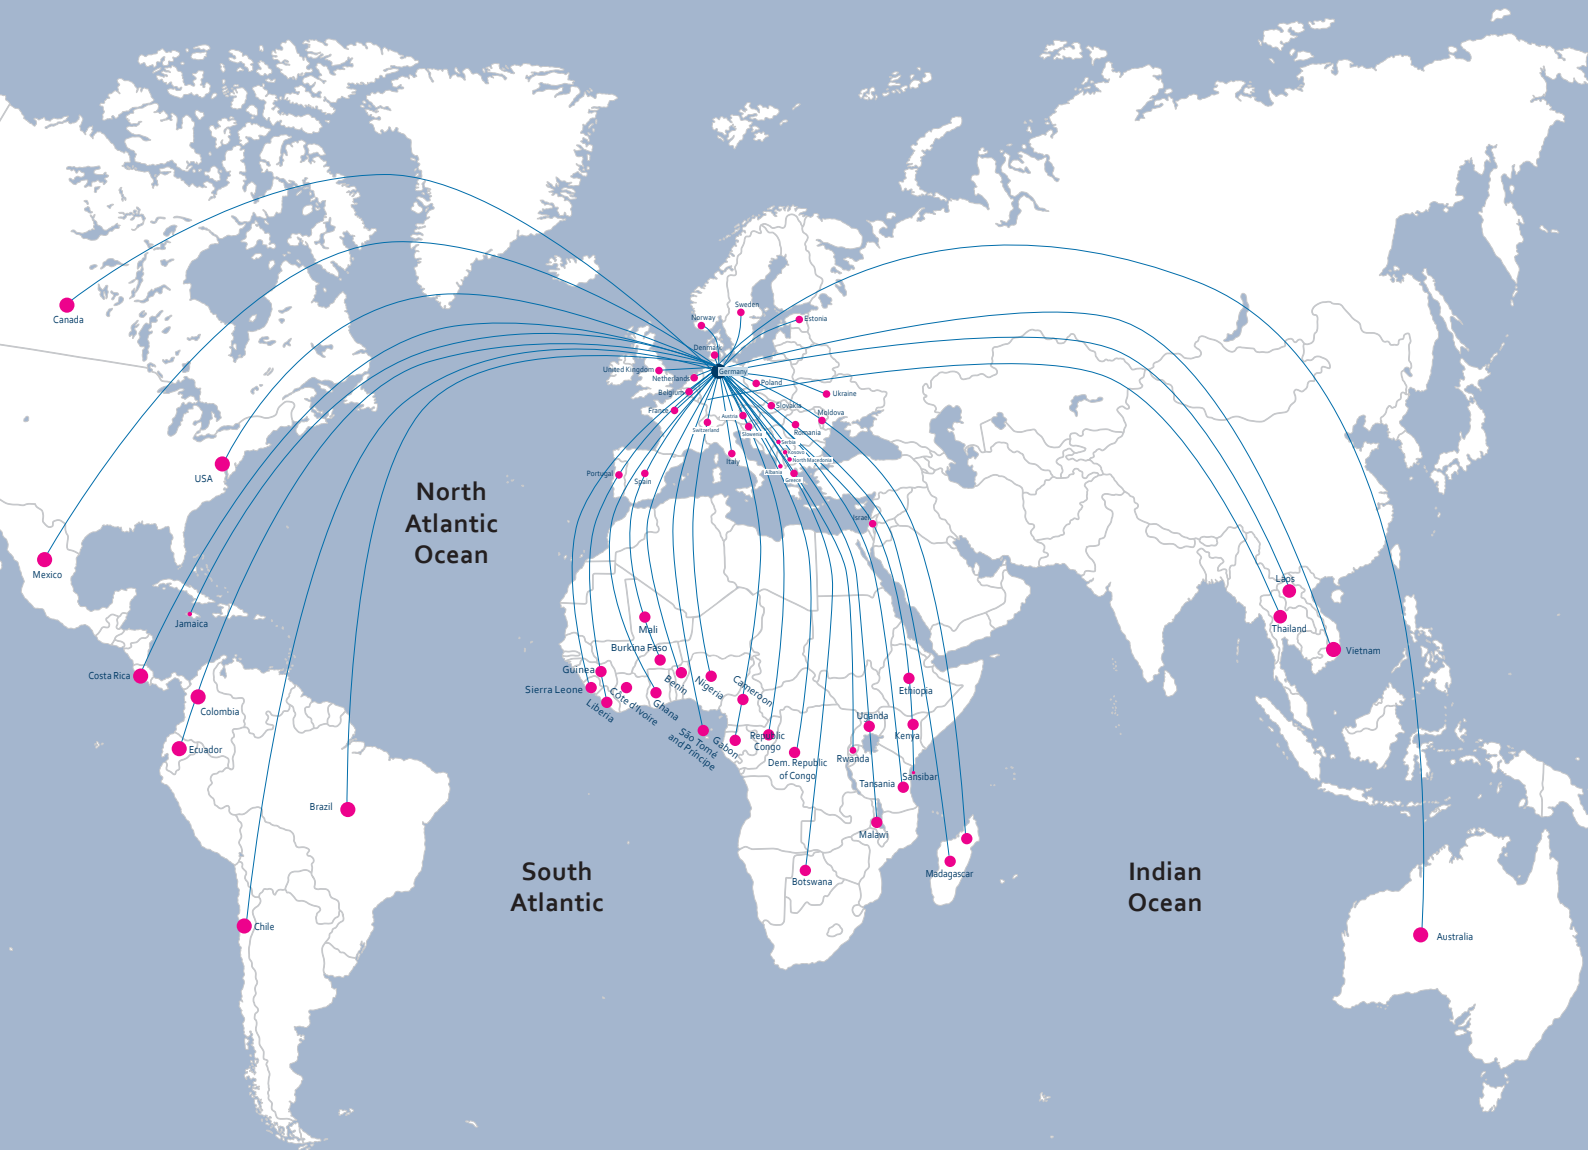 Canada
USA
Mexico
Jamaica
Costa Rica
Colombia
Ecuador
Brazil
Chile
North
Atlantic
Ocean
South
Atlantic
Indian
Ocean
Norway
Sweden
Estonia
Denmark
United Kingdom
Netherlands
Germany
Belgium
Poland
Ukraine
France
Slovakia
Moldova
Austria
Switzerland
Slowenia
Romania
Serbia
Kosovo
North Macedonia
Italy
Albania
Greece
Portugal
Spain
Israel
Mali
Burkina Faso
Guinea
Sierra Leone
Liberia
Côte d'Ivoire
Ghana
Benin
Nigeria
Cameroon
São Tomé
and Príncipe
Gabon
Republic
Congo
Dem. Republic
of Congo
Ethiopia
Uganda
Kenya
Rwanda
Sansibar
Tansania
Malawi
Madagascar
Botswana
Laos
Thailand
Vietnam
Australia